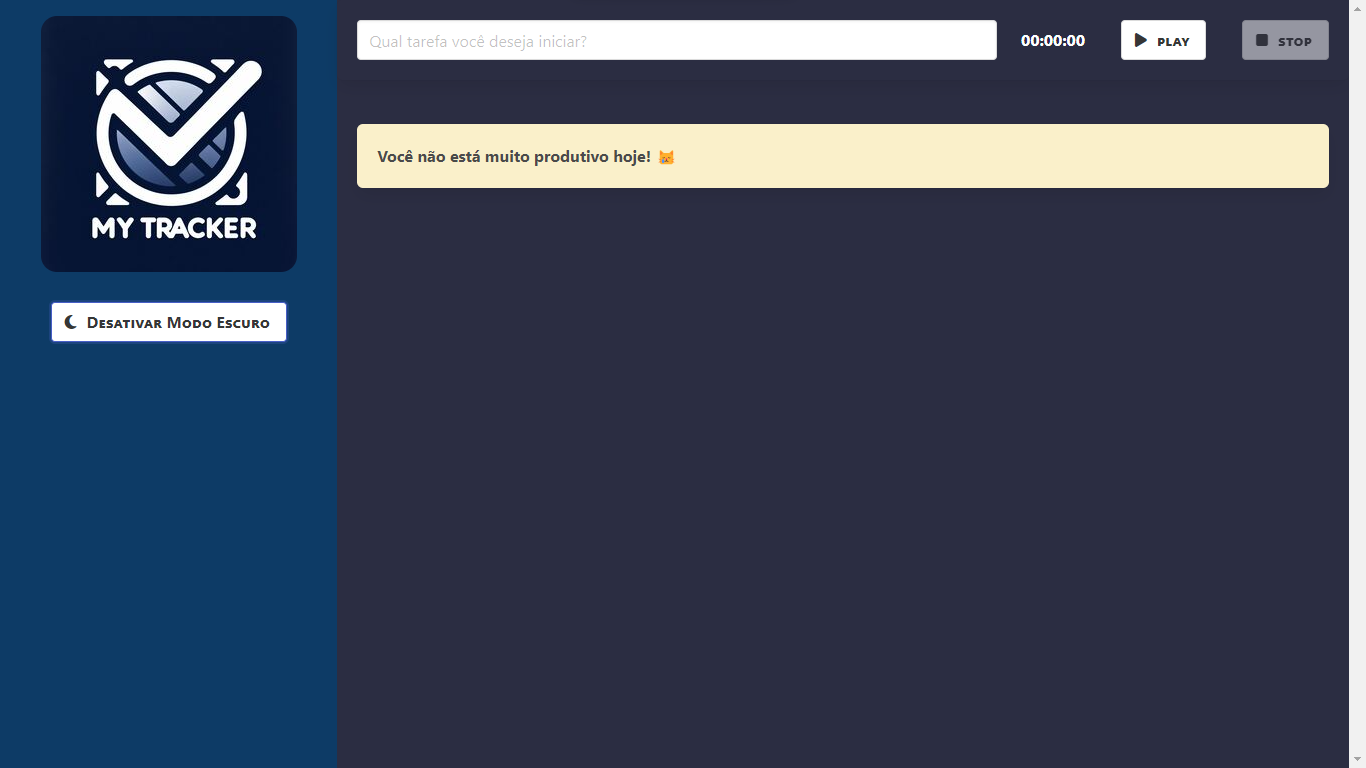 MY TRACKER
Desativar Modo Escuro
Qual tarefa você deseja iniciar?
00:00:00
PLAY
STOP
Você não está muito produtivo hoje! 😿